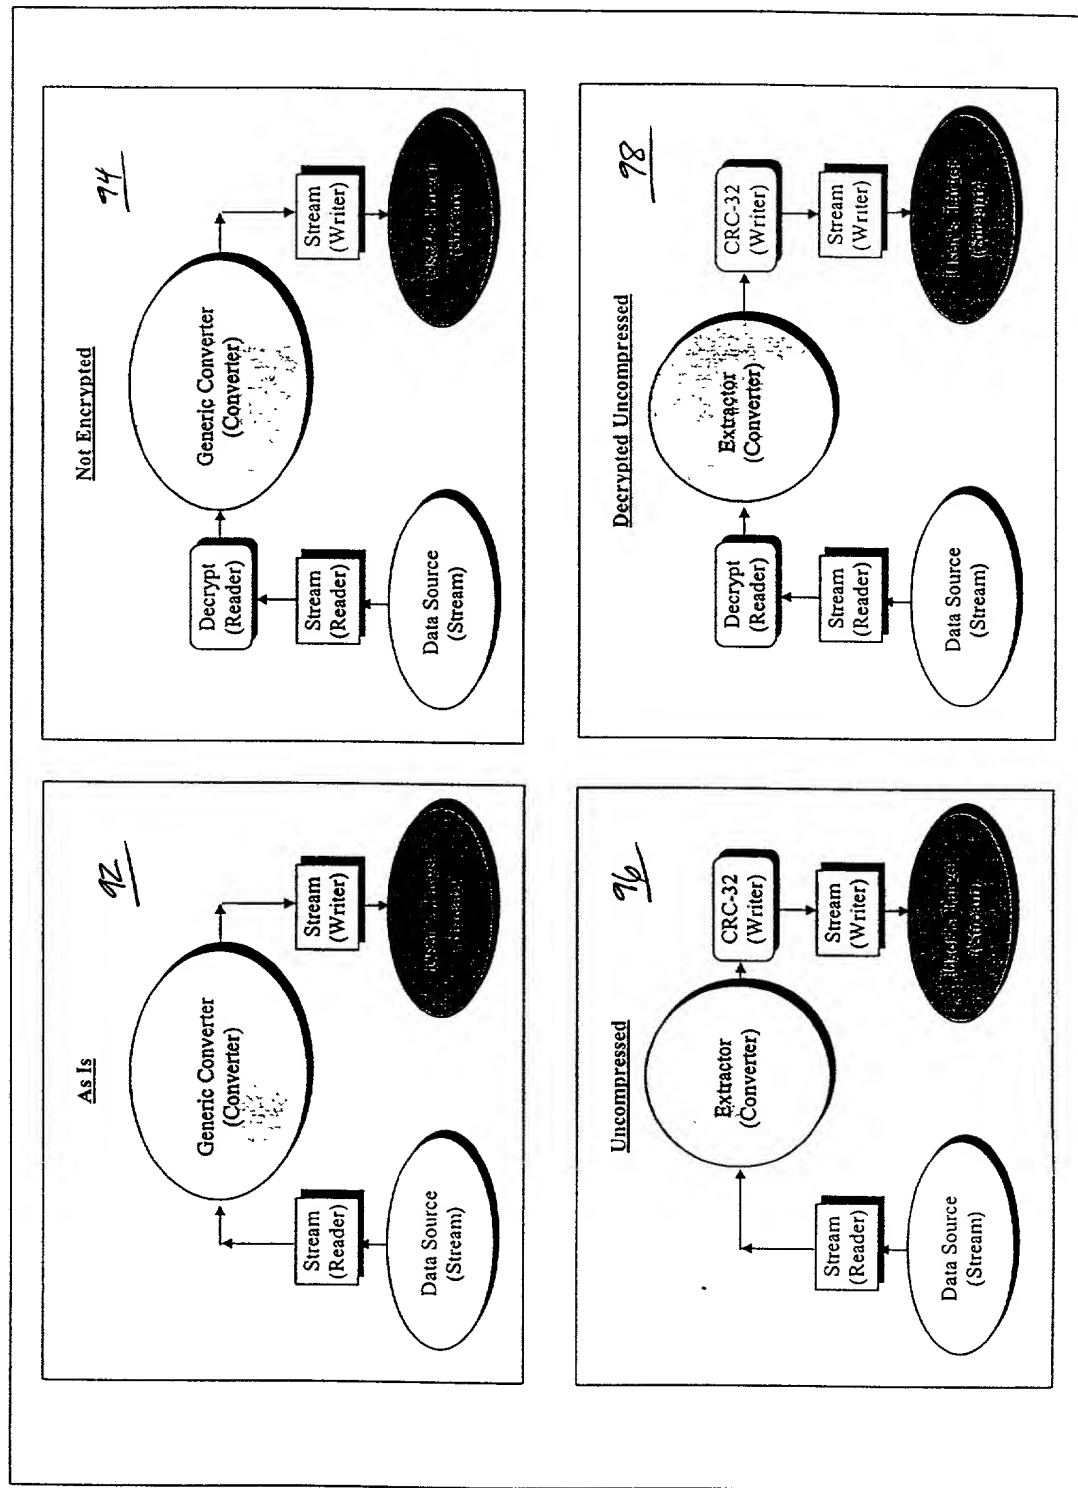 As Is
92
Generic Converter
(Converter)
Stream
(Reader)
Stream
(Writer)
Data Source
(Stream)
Not Encrypted
94
Decrypt
(Reader)
Generic Converter
(Converter)
Stream
(Reader)
Stream
(Writer)
Data Source
(Stream)
Uncompressed
96
Extractor
(Converter)
CRC-32
(Writer)
Stream
(Reader)
Stream
(Writer)
Data Source
(Stream)
Decrypted Uncompressed
98
Decrypt
(Reader)
Extractor
(Converter)
CRC-32
(Writer)
Stream
(Reader)
Stream
(Writer)
Data Source
(Stream)